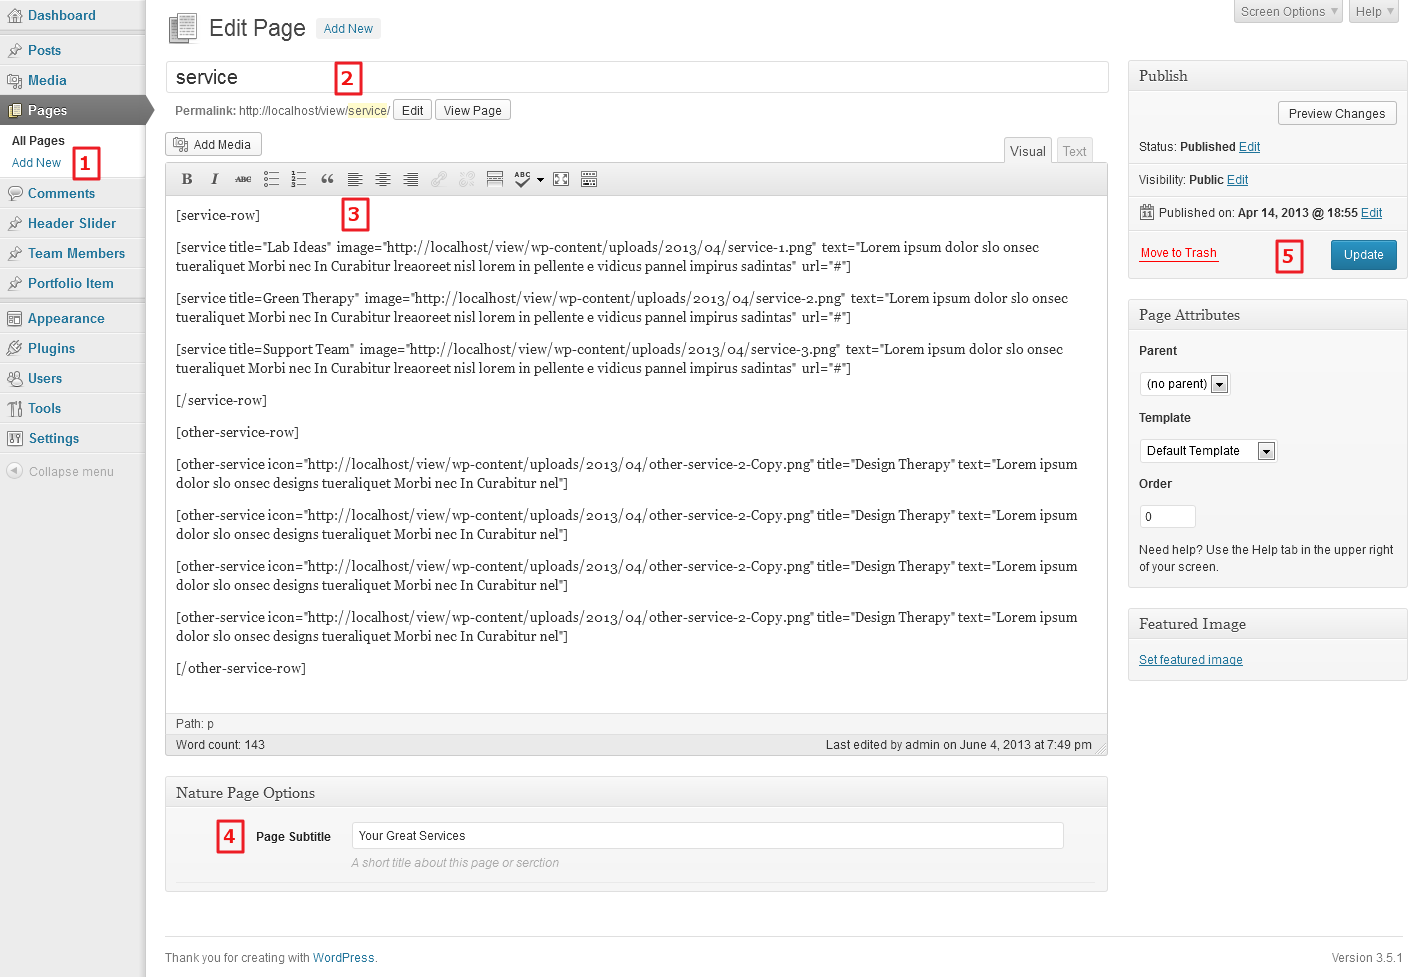 Dashboard
Posts
Media
Pages
All Pages
Add New
1
Comments
Header Slider
Team Members
Portfolio Item
Appearance
Plugins
Users
Tools
Settings
Collapse menu
Screen Options
Help
Edit Page
Add New
service
2
Permalink: http://localhost/view/service/ Edit View Page
Add Media
Visual
Text
B I ABC ABC
3
[service-row]
[service title="Lab Ideas" image="http://localhost/view/wp-content/uploads/2013/04/service-1.png" text="Lorem ipsum dolor slo onsec
tueraliquet Morbi nec In Curabitur lreaoreet nisl lorem in pellente e vidicus pannel impirus sadintas" url="#"]
[service title=Green Therapy" image="http://localhost/view/wp-content/uploads/2013/04/service-2.png" text="Lorem ipsum dolor slo onsec
tueraliquet Morbi nec In Curabitur lreaoreet nisl lorem in pellente e vidicus pannel impirus sadintas" url="#"]
[service title=Support Team" image="http://localhost/view/wp-content/uploads/2013/04/service-3.png" text="Lorem ipsum dolor slo onsec
tueraliquet Morbi nec In Curabitur lreaoreet nisl lorem in pellente e vidicus pannel impirus sadintas" url="#"]
[/service-row]
[other-service-row]
[other-service icon="http://localhost/view/wp-content/uploads/2013/04/other-service-2-Copy.png" title="Design Therapy" text="Lorem ipsum
dolor slo onsec designs tueraliquet Morbi nec In Curabitur nel"]
[other-service icon="http://localhost/view/wp-content/uploads/2013/04/other-service-2-Copy.png" title="Design Therapy" text="Lorem ipsum
dolor slo onsec designs tueraliquet Morbi nec In Curabitur nel"]
[other-service icon="http://localhost/view/wp-content/uploads/2013/04/other-service-2-Copy.png" title="Design Therapy" text="Lorem ipsum
dolor slo onsec designs tueraliquet Morbi nec In Curabitur nel"]
[other-service icon="http://localhost/view/wp-content/uploads/2013/04/other-service-2-Copy.png" title="Design Therapy" text="Lorem ipsum
dolor slo onsec designs tueraliquet Morbi nec In Curabitur nel"]
[/other-service-row]
Path: p
Word count: 143
Last edited by admin on June 4, 2013 at 7:49 pm
Nature Page Options
4
Page Subtitle
Your Great Services
A short title about this page or serction
Publish
Preview Changes
Status: Published Edit
Visibility: Public Edit
Published on: Apr 14, 2013 @ 18:55 Edit
Move to Trash
5
Update
Page Attributes
Parent
(no parent)
Template
Default Template
Order
0
Need help? Use the Help tab in the upper right
of your screen.
Featured Image
Set featured image
Thank you for creating with WordPress.
Version 3.5.1